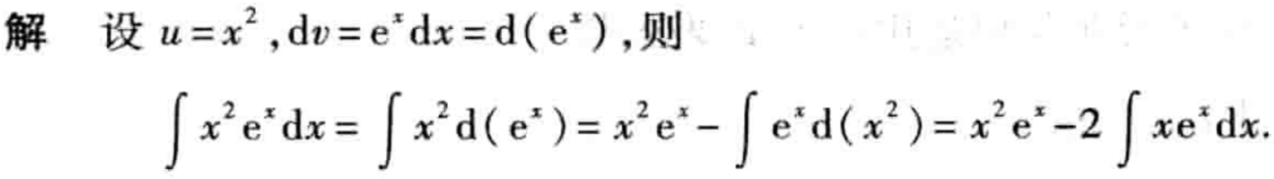 解 设 u=x²,dv=eˣdx=d(eˣ),则
∫x²eˣdx=∫x²d(eˣ)=x²eˣ-∫eˣd(x²)=x²eˣ-2∫xeˣdx.